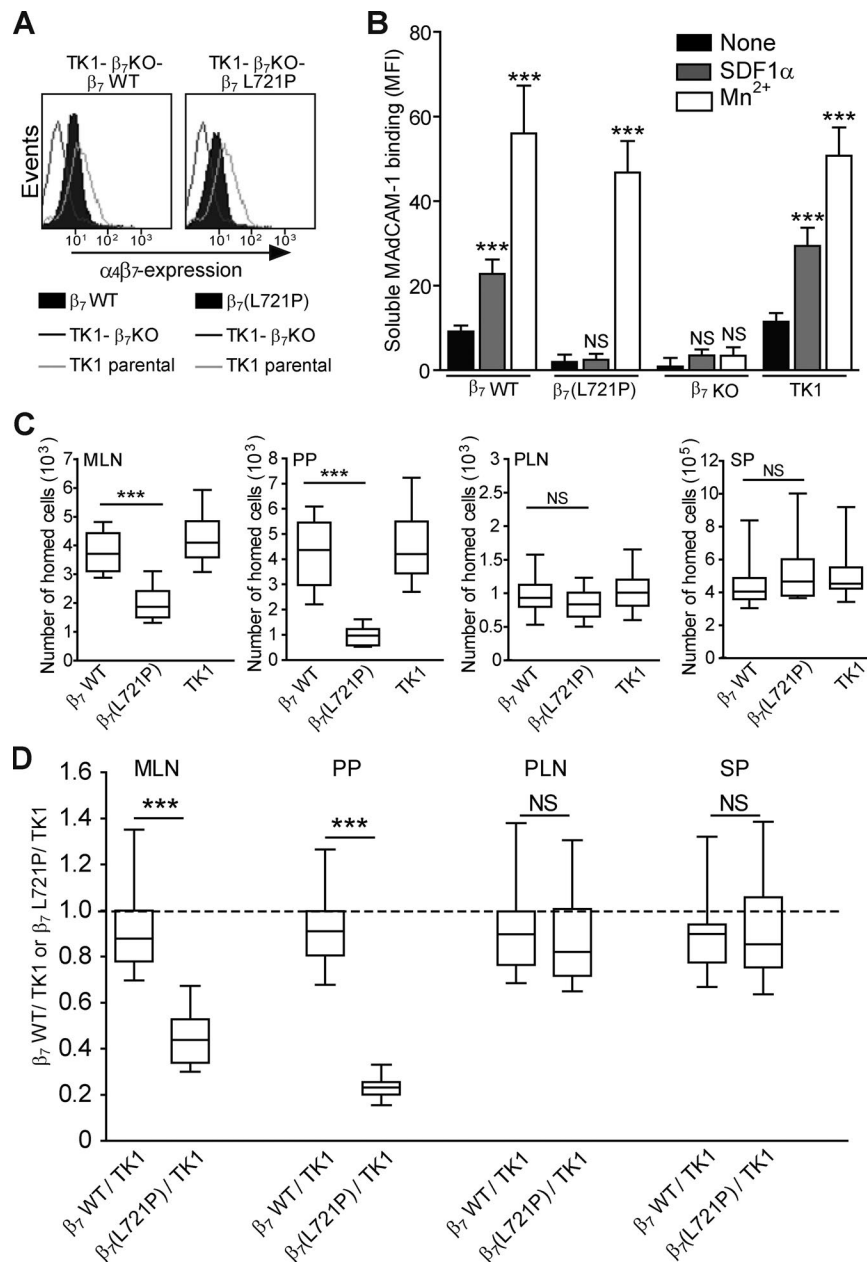 A
TK1- β7KO-
β7 WT
TK1- β7KO-
β7 L721P
Events
10¹ 10² 10³
10¹ 10² 10³
α4β7-expression
β7 WT
β7(L721P)
TK1- β7KO
TK1- β7KO
TK1 parental
TK1 parental
B
Soluble MAdCAM-1 binding (MFI)
80
60
40
20
0
None
SDF1α
Mn²⁺
***
***
***
NS
NS
NS
***
***
β7 WT
β7(L721P)
β7 KO
TK1
C
MLN
Number of homed cells (10³)
7
6
5
4
3
2
1
0
***
β7 WT
β7(L721P)
TK1
PP
Number of homed cells (10³)
8
7
6
5
4
3
2
1
0
***
β7 WT
β7(L721P)
TK1
PLN
Number of homed cells (10³)
3
2.5
2
1.5
1
0.5
0
NS
β7 WT
β7(L721P)
TK1
SP
Number of homed cells (10⁵)
12
10
8
6
4
2
0
NS
β7 WT
β7(L721P)
TK1
D
β7 WT/ TK1 or β7 L721P/ TK1
1.6
1.4
1.2
1.0
0.8
0.6
0.4
0.2
0
MLN
PP
PLN
SP
***
***
NS
NS
β7 WT/ TK1
β7(L721P)/ TK1
β7 WT/ TK1
β7(L721P)/ TK1
β7 WT/ TK1
β7(L721P)/ TK1
β7 WT/ TK1
β7(L721P)/ TK1